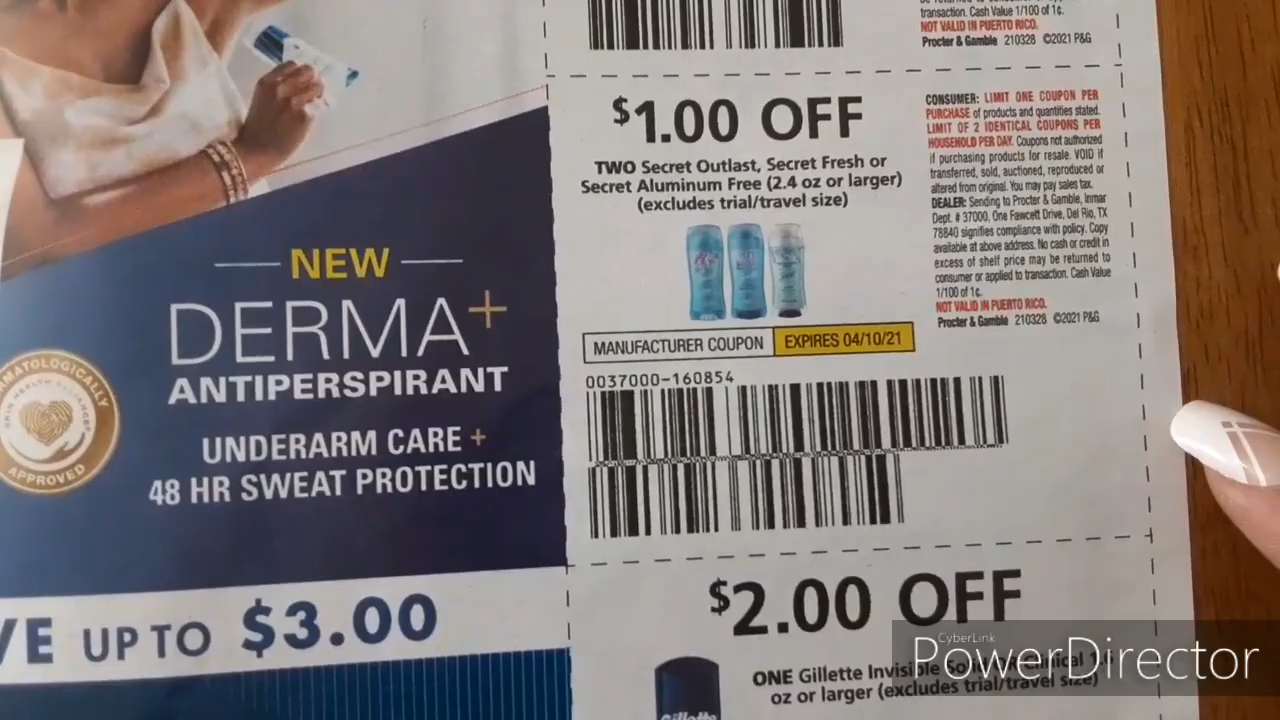 NEW
DERMA+
ANTIPERSPIRANT
UNDERARM CARE +
48 HR SWEAT PROTECTION
UP TO $3.00
APPROVED
transaction. Cash Value 1/100 of 1¢.
NOT VALID IN PUERTO RICO.
Procter & Gamble 210328 ©2021 P&G
$1.00 OFF
TWO Secret Outlast, Secret Fresh or
Secret Aluminum Free (2.4 oz or larger)
(excludes trial/travel size)
MANUFACTURER COUPON EXPIRES 04/10/21
0037000-160854
CONSUMER: LIMIT ONE COUPON PER
PURCHASE of products and quantities stated.
LIMIT OF 2 IDENTICAL COUPONS PER
HOUSEHOLD PER DAY. Coupons not authorized
if purchasing products for resale. VOID if
transferred, sold, auctioned, reproduced or
altered from original. You may pay sales tax.
DEALER: Sending to Procter & Gamble, Inmar
Dept. # 37000, One Fawcett Drive, Del Rio, TX
78840 signifies compliance with policy. Copy
available at above address. No cash or credit in
excess of shelf price may be returned to
consumer or applied to transaction. Cash Value
1/100 of 1¢.
NOT VALID IN PUERTO RICO.
Procter & Gamble 210328 ©2021 P&G
$2.00 OFF
ONE Gillette Invisible Solid OR Clinical
oz or larger (excludes trial/travel size)
Gillette
CyberLink
PowerDirector